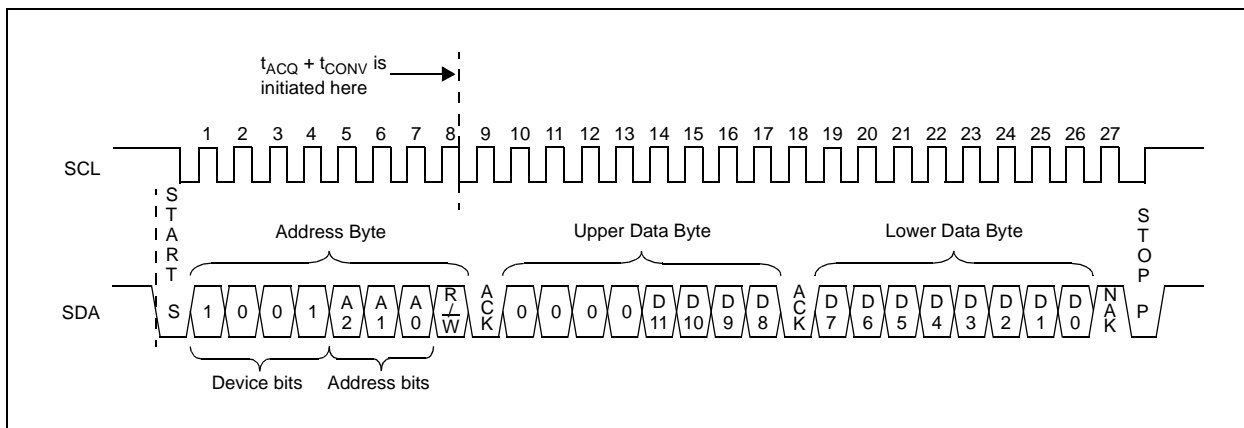 tACQ + tCONV is
initiated here
1 2 3 4 5 6 7 8 9 10 11 12 13 14 15 16 17 18 19 20 21 22 23 24 25 26 27
SCL
START
Address Byte
Upper Data Byte
Lower Data Byte
STOP
SDA
S 1 0 0 1 A2 A1 A0 R/W ACK 0 0 0 0 D11 D10 D9 D8 ACK D7 D6 D5 D4 D3 D2 D1 D0 NAK P
Device bits
Address bits